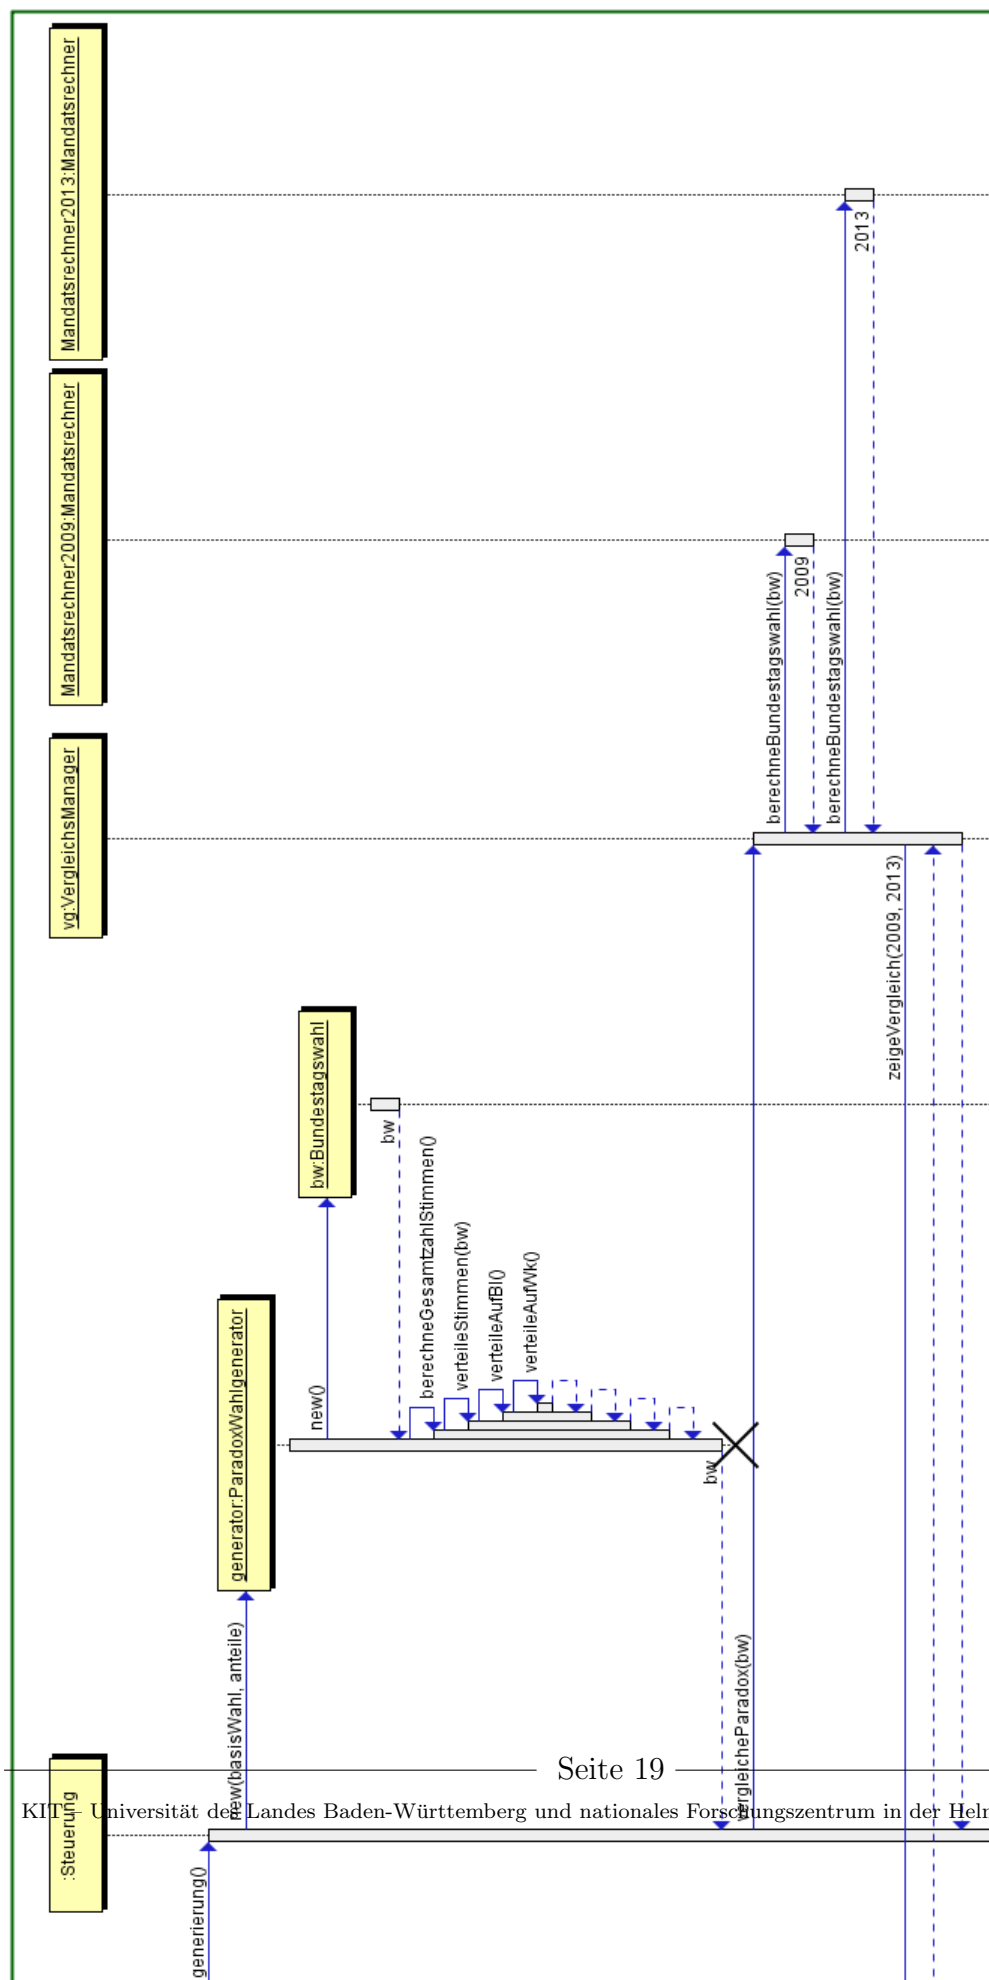 Mandatsrechner2013:Mandatsrechner
Mandatsrechner2009:Mandatsrechner
vg:VergleichsManager
bw:Bundestagswahl
generator:ParadoxWahlgenerator
:Steuerung
generierung()
new(basisWahl, anteile)
new()
bw
berechneGesamtzahlStimmen()
verteileStimmen(bw)
verteileAufBl()
verteileAufWk()
bw
vergleicheParadox(bw)
berechneBundestagswahl(bw)
2009
berechneBundestagswahl(bw)
2013
zeigeVergleich(2009, 2013)
Seite 19
KIT – Universität des Landes Baden-Württemberg und nationales Forschungszentrum in der Helm